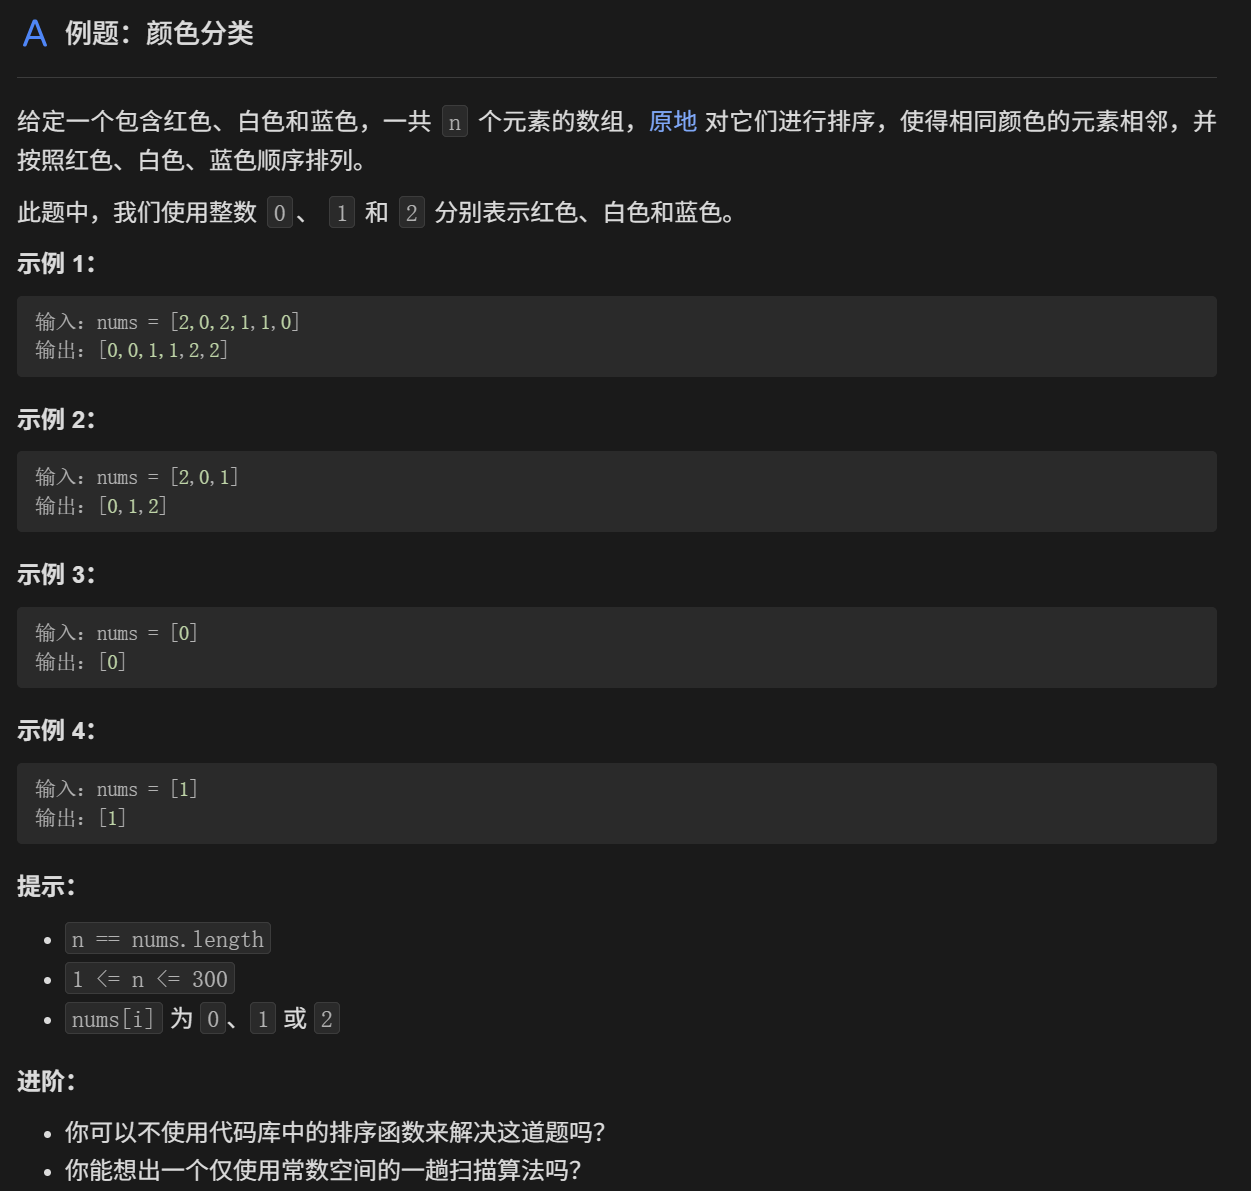 例题：颜色分类
给定一个包含红色、白色和蓝色，一共 n 个元素的数组，原地 对它们进行排序，使得相同颜色的元素相邻，并
按照红色、白色、蓝色顺序排列。
此题中，我们使用整数 0 、 1 和 2 分别表示红色、白色和蓝色。
示例 1：
输入：nums = [2,0,2,1,1,0]
输出：[0,0,1,1,2,2]
示例 2：
输入：nums = [2,0,1]
输出：[0,1,2]
示例 3：
输入：nums = [0]
输出：[0]
示例 4：
输入：nums = [1]
输出：[1]
提示：
• n == nums.length
• 1 <= n <= 300
• nums[i] 为 0 、 1 或 2
进阶：
• 你可以不使用代码库中的排序函数来解决这道题吗？
• 你能想出一个仅使用常数空间的一趟扫描算法吗？